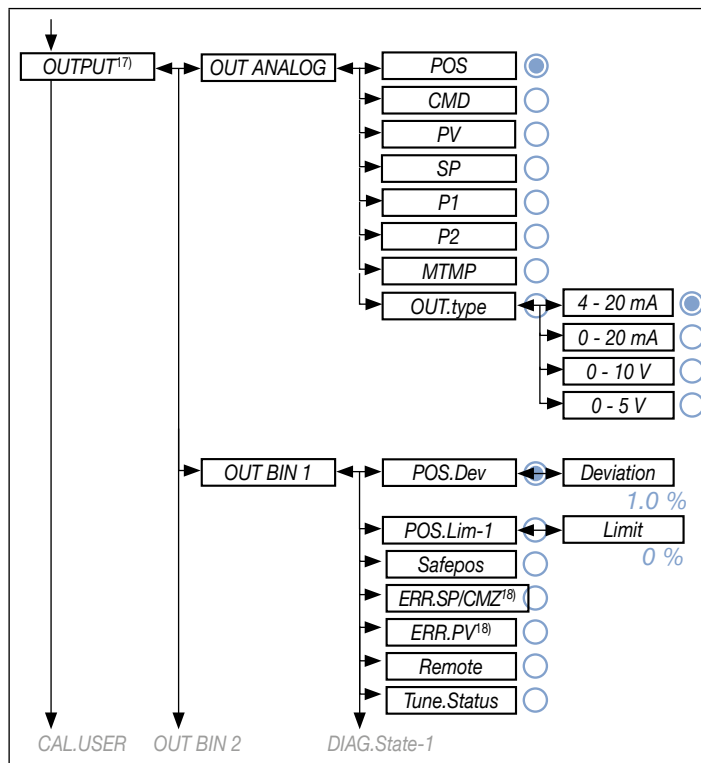 OUTPUT17) OUT ANALOG POS
CMD
PV
SP
P1
P2
MTMP
OUT.type 4 - 20 mA
0 - 20 mA
0 - 10 V
0 - 5 V
OUT BIN 1 POS.Dev Deviation
1.0 %
POS.Lim-1 Limit
0 %
Safepos
ERR.SP/CMZ18)
ERR.PV18)
Remote
Tune.Status
CAL.USER OUT BIN 2 DIAG.State-1